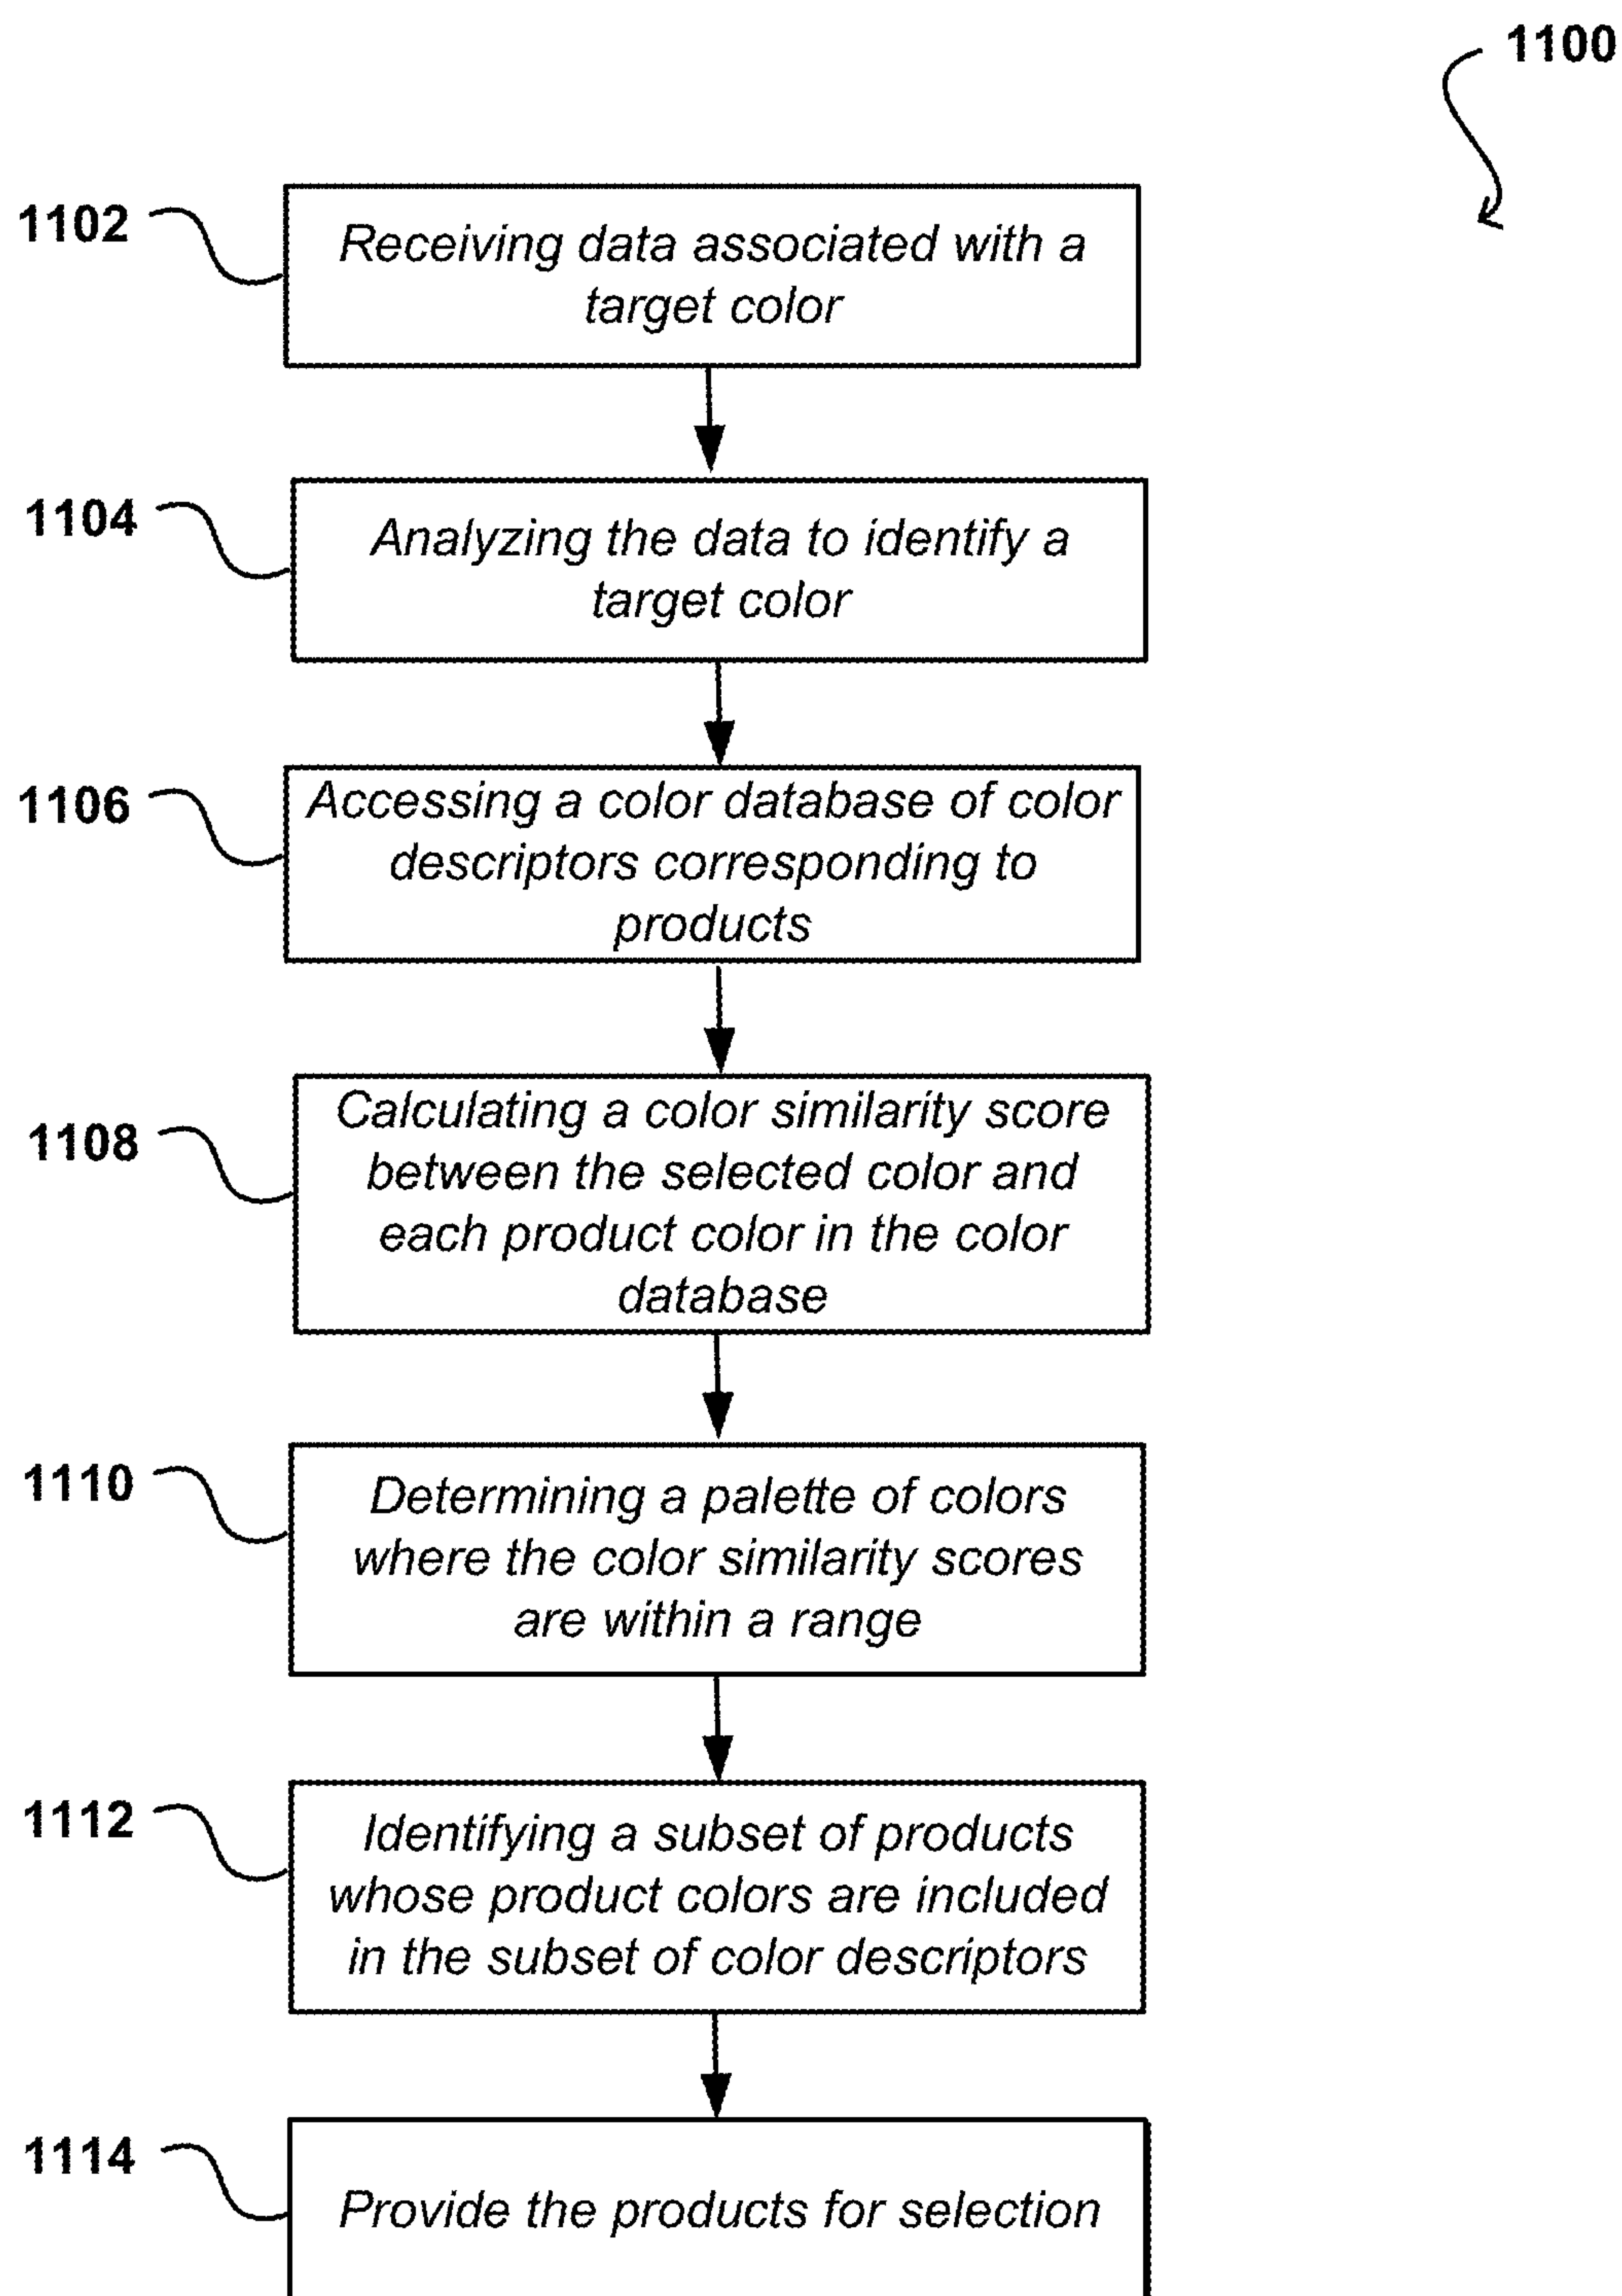 1100
1102
Receiving data associated with a
target color
1104
Analyzing the data to identify a
target color
1106
Accessing a color database of color
descriptors corresponding to
products
1108
Calculating a color similarity score
between the selected color and
each product color in the color
database
1110
Determining a palette of colors
where the color similarity scores
are within a range
1112
Identifying a subset of products
whose product colors are included
in the subset of color descriptors
1114
Provide the products for selection